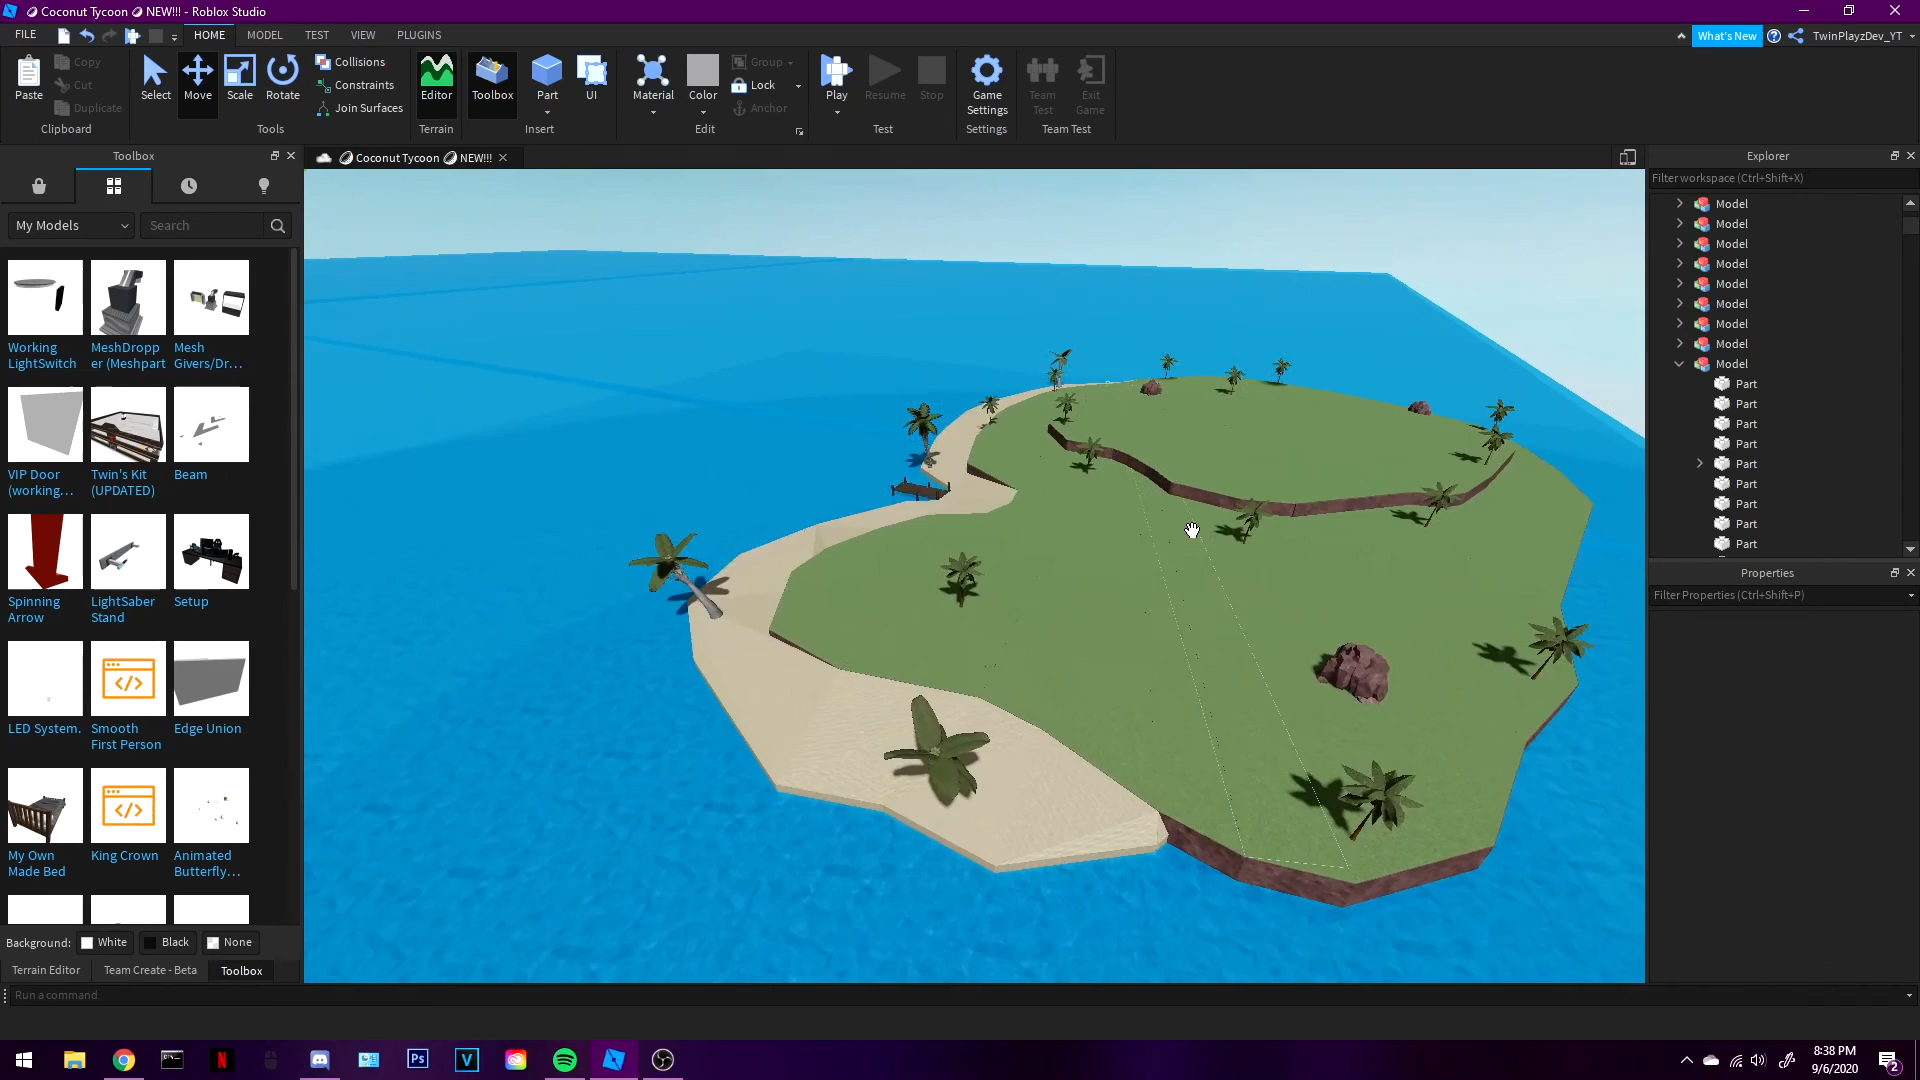 Coconut Tycoon NEW!!! - Roblox Studio
FILE HOME MODEL TEST VIEW PLUGINS What's New TwinPlayzDev_YT
Paste Copy Cut Duplicate Select Move Scale Rotate Collisions Constraints Join Surfaces Editor Toolbox Part UI Material Color Group Lock Anchor Play Resume Stop Game Settings Team Test Exit Game
Clipboard Tools Terrain Insert Edit Test Settings Team Test
Toolbox
Coconut Tycoon NEW!!!
Explorer
My Models Search
Filter workspace (Ctrl+Shift+X)
Model
Model
Model
Model
Model
Model
Model
Model
Model
Part
Part
Part
Part
Part
Part
Part
Part
Part
Properties
Filter Properties (Ctrl+Shift+P)
Working LightSwitch
MeshDropp er (Meshpart
Mesh Givers/Dr...
VIP Door (working...
Twin's Kit (UPDATED)
Beam
Spinning Arrow
LightSaber Stand
Setup
LED System.
Smooth First Person
Edge Union
My Own Made Bed
King Crown
Animated Butterfly...
Background: White Black None
Terrain Editor Team Create - Beta Toolbox
Run a command
Ps V
8:38 PM
9/6/2020
2